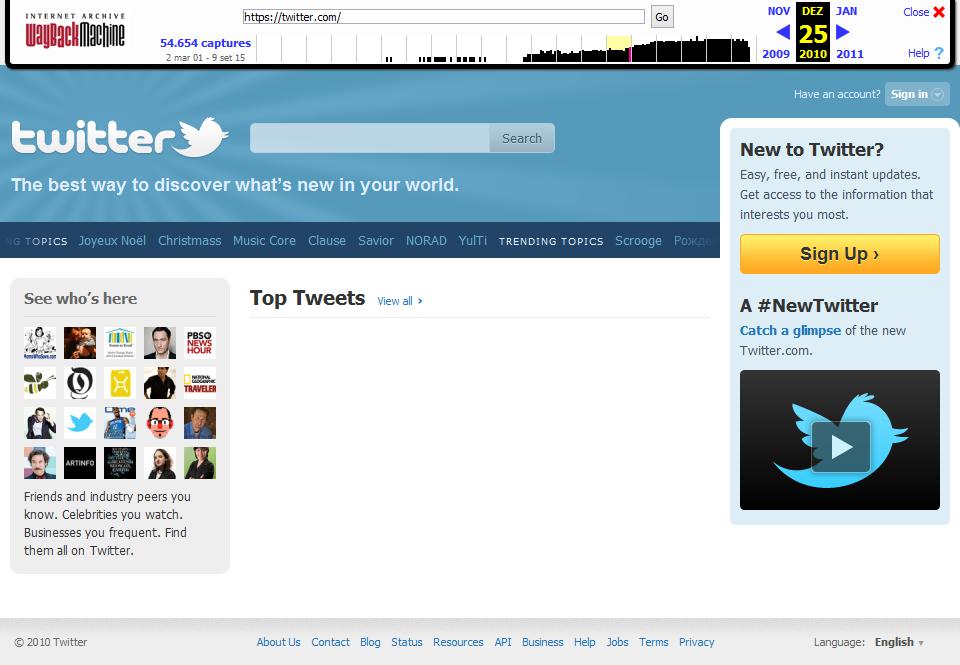 INTERNET ARCHIVE
WayBackMachine
https://twitter.com/
Go
54.654 captures
2 mar 01 - 9 set 15
NOV DEZ JAN
25
2009 2010 2011
Close
Help ?
Have an account? Sign in
twitter
Search
The best way to discover what's new in your world.
NG TOPICS Joyeux Noël Christmass Music Core Clause Savior NORAD YulTi TRENDING TOPICS Scrooge Рожде
New to Twitter?
Easy, free, and instant updates.
Get access to the information that
interests you most.
Sign Up ›
A #NewTwitter
Catch a glimpse of the new
Twitter.com.
See who's here
PBS
NEWS
HOUR
NATIONAL
GEOGRAPHIC
TRAVELER
ARTINFO
Friends and industry peers you
know. Celebrities you watch.
Businesses you frequent. Find
them all on Twitter.
Top Tweets View all ›
© 2010 Twitter
About Us Contact Blog Status Resources API Business Help Jobs Terms Privacy
Language: English